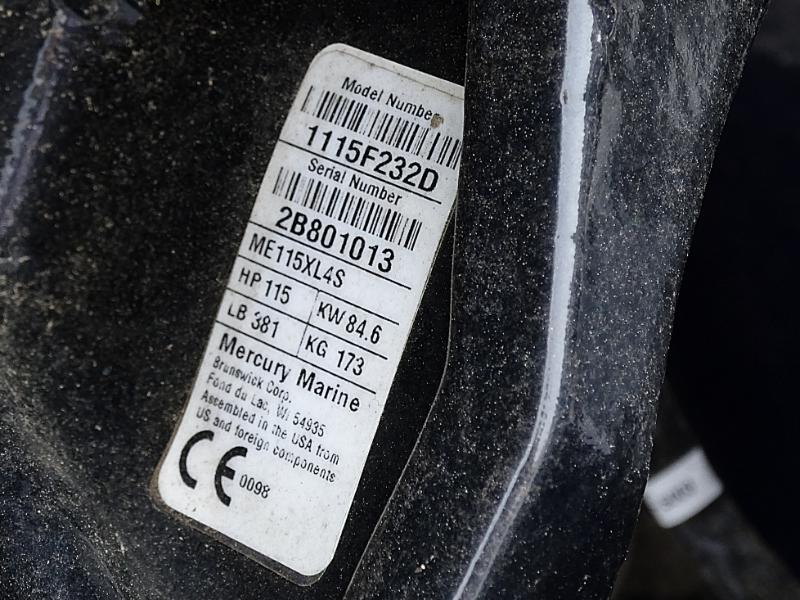 Model Number
1115F232D
Serial Number
2B801013
ME115XL4S
HP 115 KW 84.6
LB 381 KG 173
Mercury Marine
Brunswick Corp.
Fond du Lac, WI 54935
Assembled in the USA from
US and foreign components
CE 0098